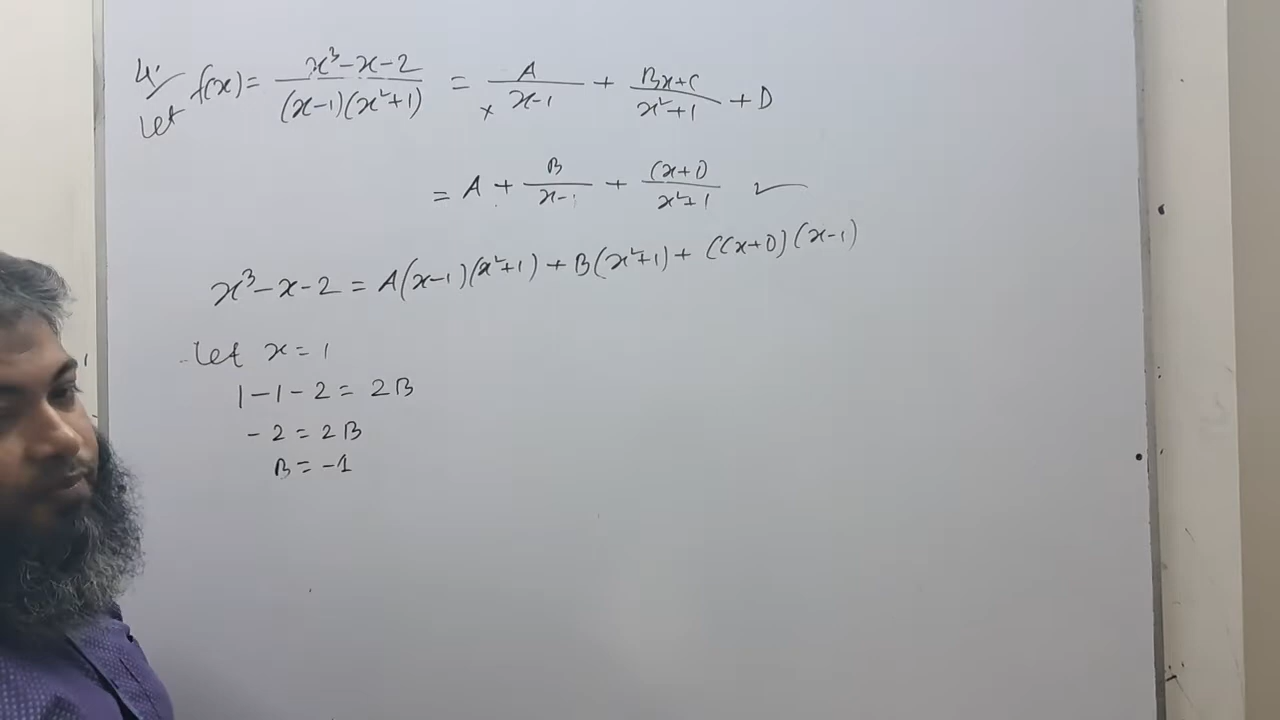 4. f(x) = x³-x-2 / (x-1)(x²+1) = A / x-1 + Bx+C / x²+1 + D
Let
x
= A + B / x-1 + Cx+D / x²+1 ✓
x³-x-2 = A(x-1)(x²+1) + B(x²+1) + (Cx+D)(x-1)
Let x = 1
1-1-2 = 2B
-2 = 2B
B = -1